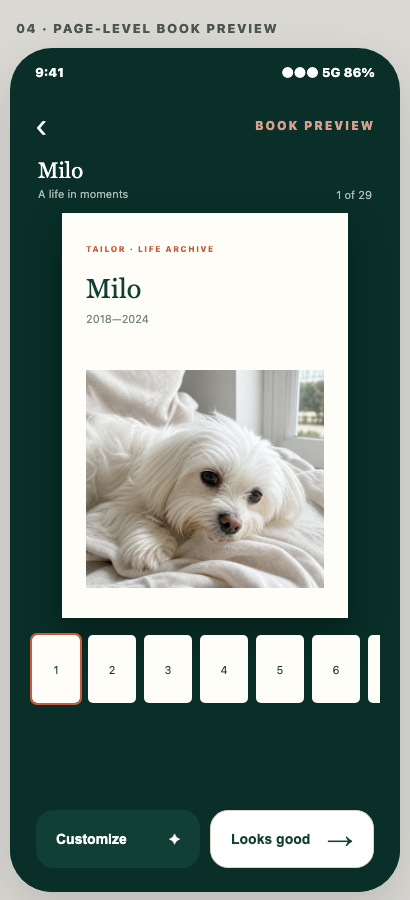 04 · PAGE-LEVEL BOOK PREVIEW
9:41
5G 86%
BOOK PREVIEW
Milo
A life in moments
1 of 29
TAILOR · LIFE ARCHIVE
Milo
2018—2024
1 2 3 4 5 6
Customize
Looks good